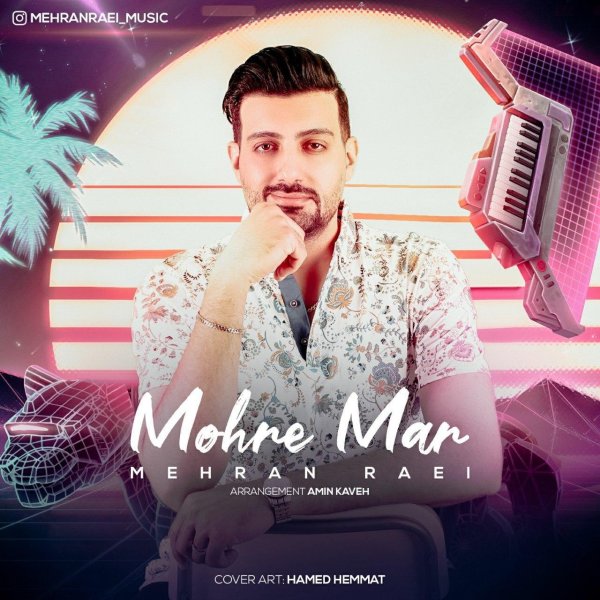 MEHRANRAEI_MUSIC
Mohre Mar
MEHRAN RAEI
ARRANGEMENT AMIN KAVEH
COVER ART: HAMED HEMMAT